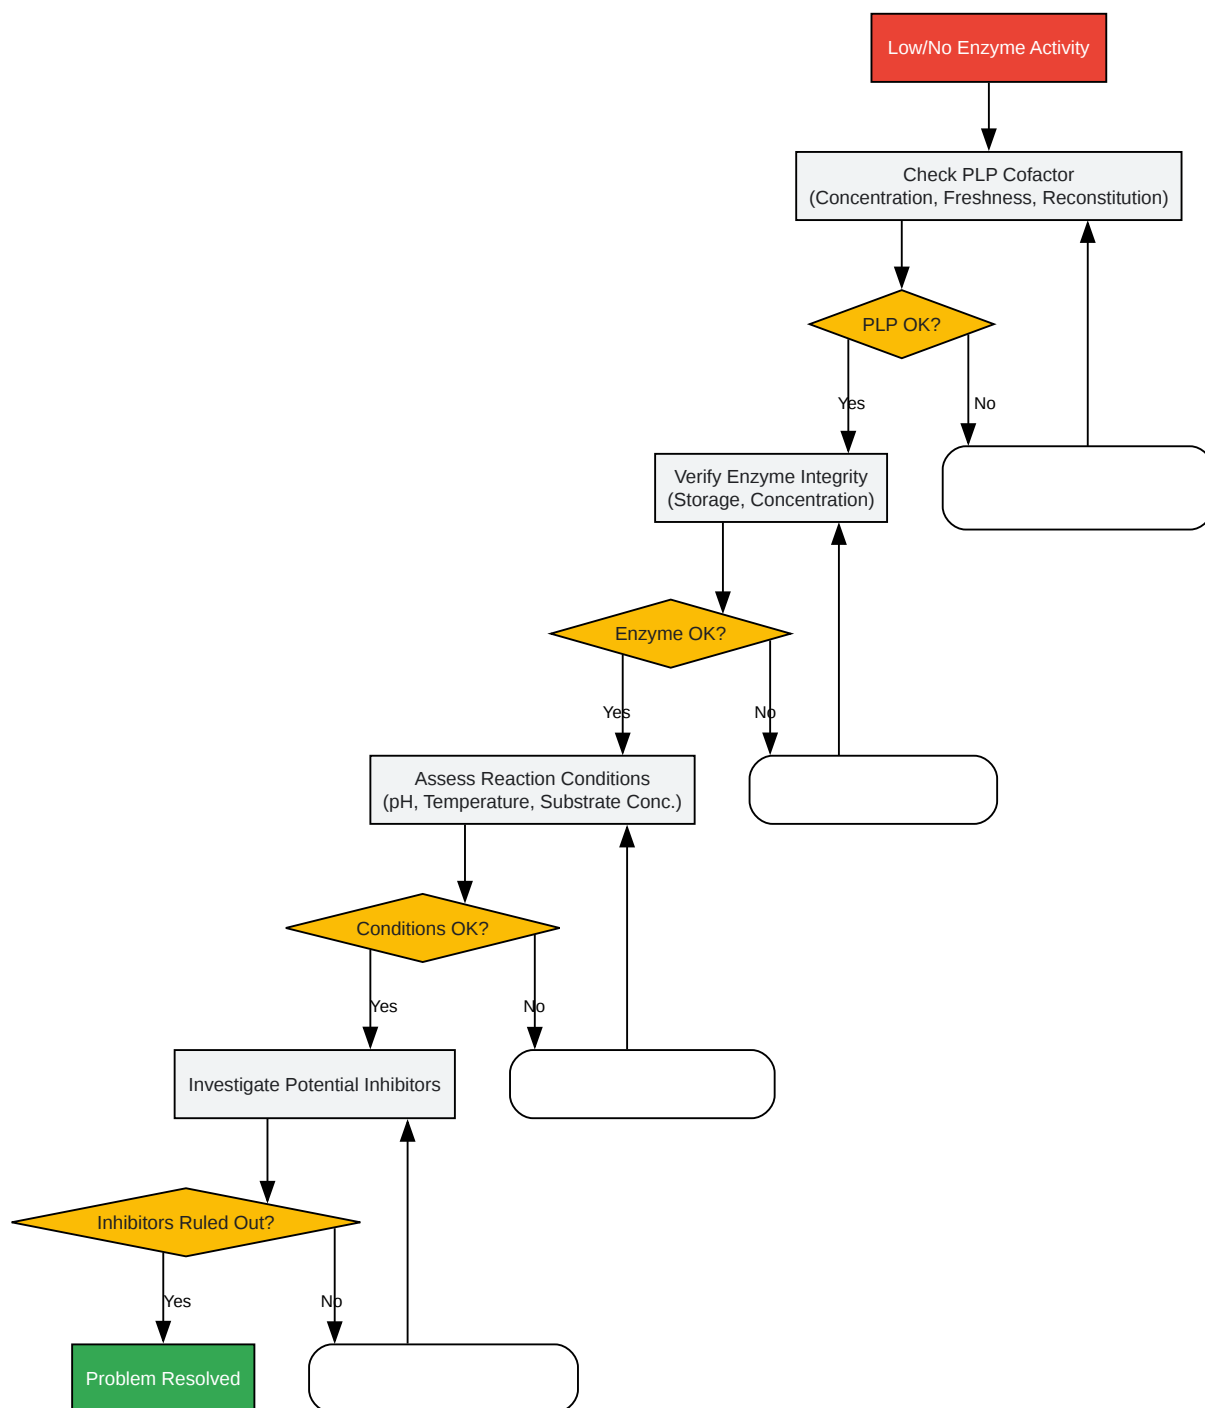 Low/No Enzyme Activity
Check PLP Cofactor
(Concentration, Freshness, Reconstitution)
PLP OK?
Yes
No
Verify Enzyme Integrity
(Storage, Concentration)
Enzyme OK?
Yes
No
Assess Reaction Conditions
(pH, Temperature, Substrate Conc.)
Conditions OK?
Yes
No
Investigate Potential Inhibitors
Inhibitors Ruled Out?
Yes
No
Problem Resolved